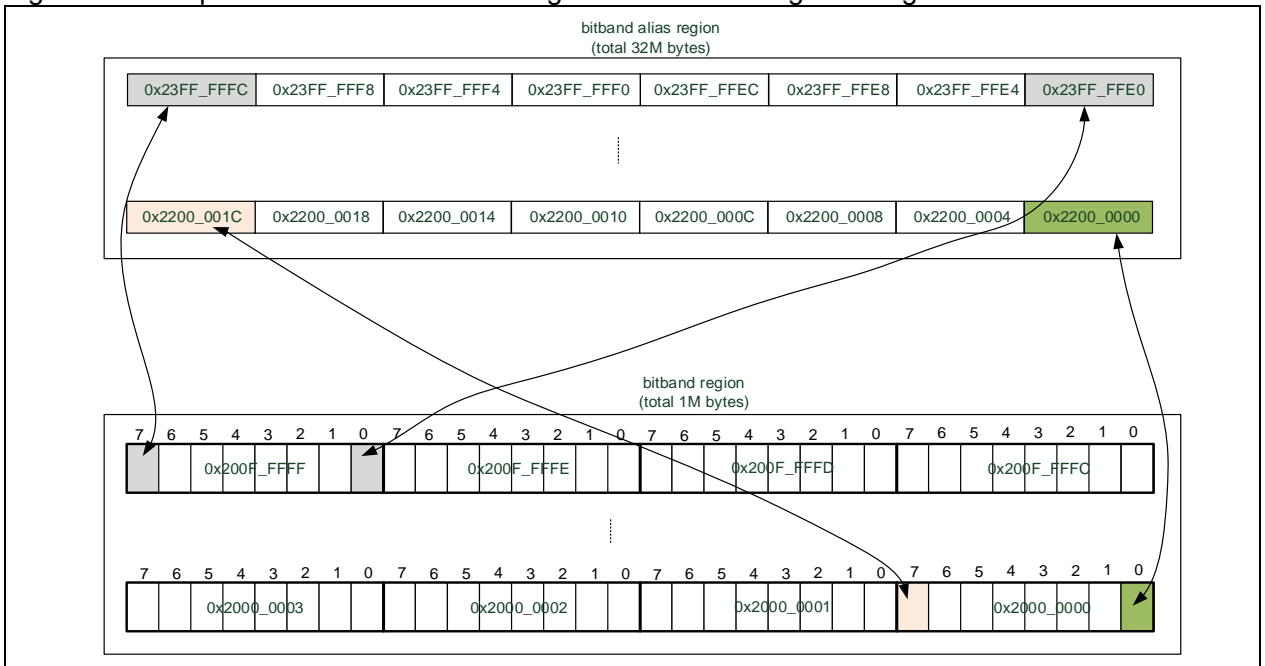 bitband alias region
(total 32M bytes)
0x23FF_FFFC 0x23FF_FFF8 0x23FF_FFF4 0x23FF_FFF0 0x23FF_FFEC 0x23FF_FFE8 0x23FF_FFE4 0x23FF_FFE0
0x2200_001C 0x2200_0018 0x2200_0014 0x2200_0010 0x2200_000C 0x2200_0008 0x2200_0004 0x2200_0000
bitband region
(total 1M bytes)
7 6 5 4 3 2 1 0 7 6 5 4 3 2 1 0 7 6 5 4 3 2 1 0 7 6 5 4 3 2 1 0
0x200F_FFFF 0x200F_FFFE 0x200F_FFFD 0x200F_FFFC
7 6 5 4 3 2 1 0 7 6 5 4 3 2 1 0 7 6 5 4 3 2 1 0 7 6 5 4 3 2 1 0
0x2000_0003 0x2000_0002 0x2000_0001 0x2000_0000